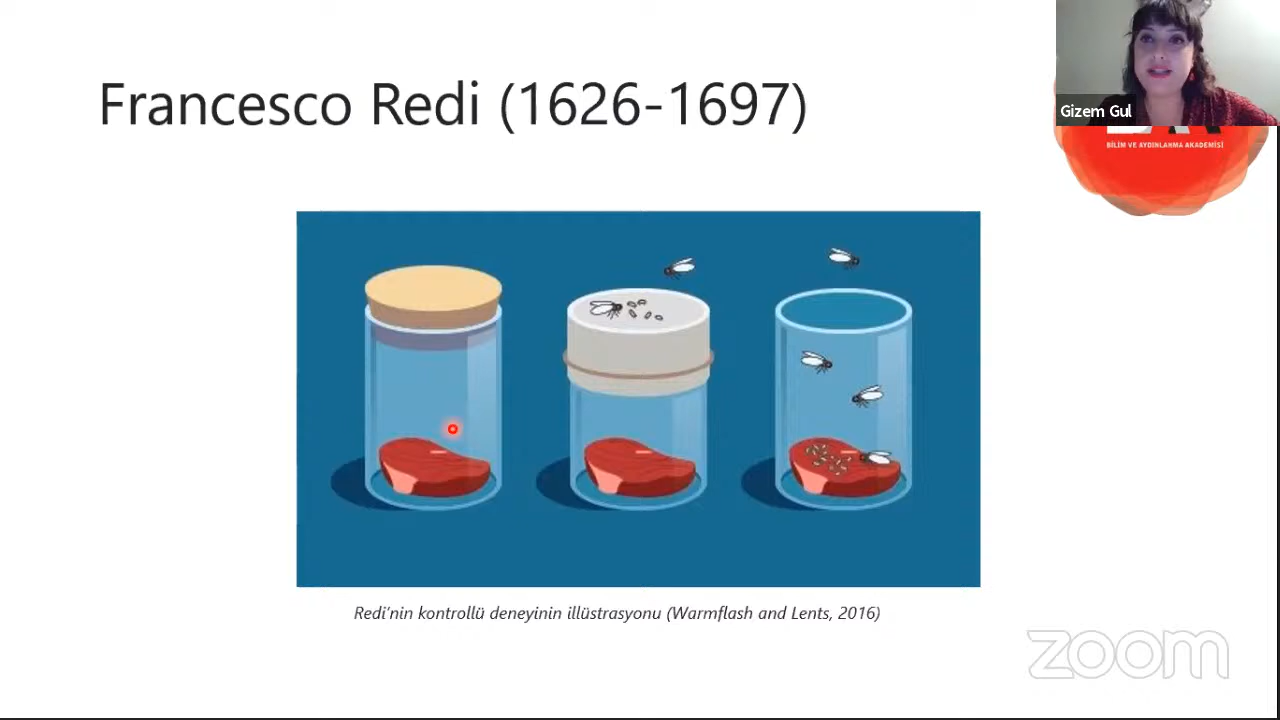 Francesco Redi (1626-1697)
Gizem Gul
BİLİM VE AYDINLANMA AKADEMİSİ
Redi'nin kontrollü deneyinin illüstrasyonu (Warmflash and Lents, 2016)
zoom